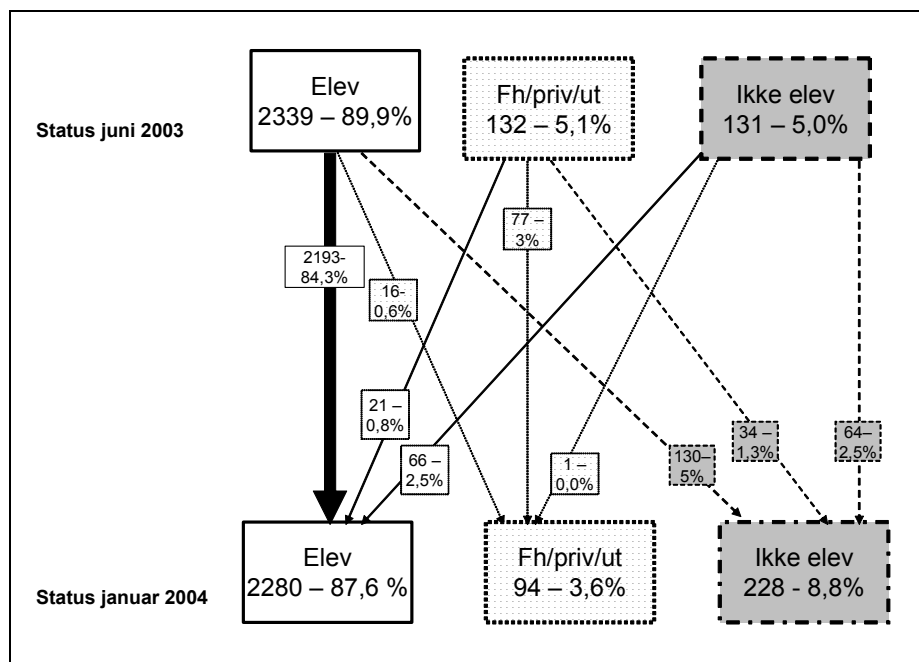 Elev
2339 – 89,9%
Fh/priv/ut
132 – 5,1%
Ikke elev
131 – 5,0%
Status juni 2003
2193-
84,3%
16-
0,6%
77 –
3%
21 –
0,8%
66 –
2,5%
1 –
0,0%
130–
5%
34 –
1,3%
64–
2,5%
Elev
2280 – 87,6 %
Fh/priv/ut
94 – 3,6%
Ikke elev
228 - 8,8%
Status januar 2004